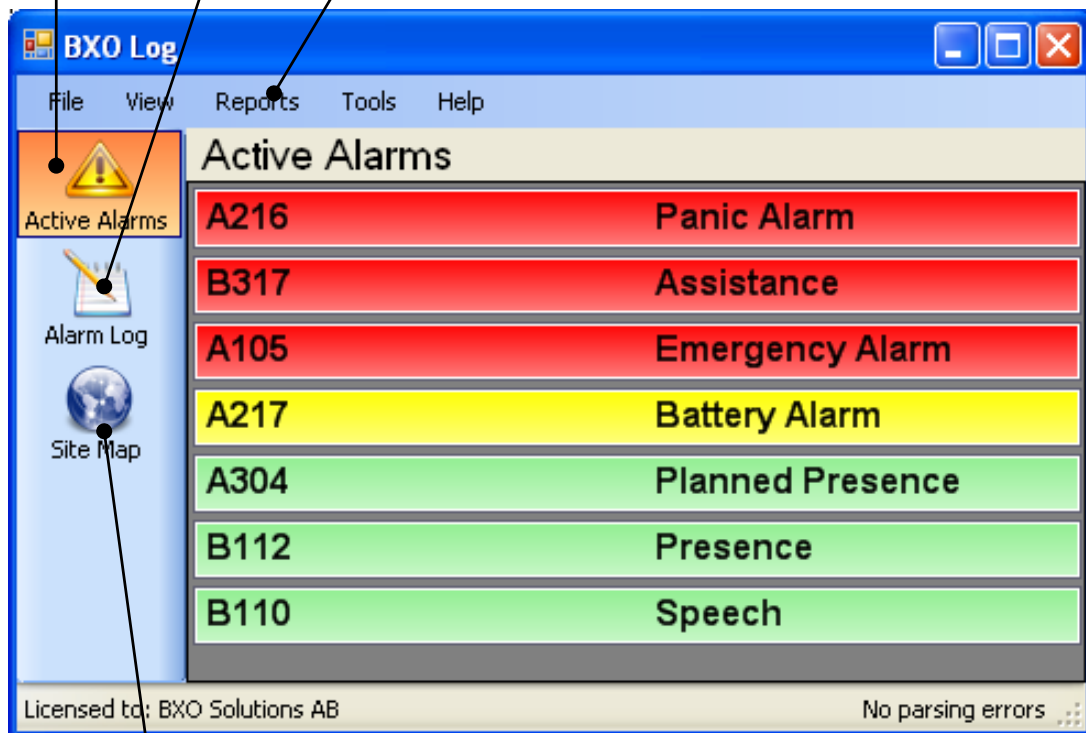 BXO Log
File View Reports Tools Help
Active Alarms
Active Alarms
Alarm Log
Site Map
A216 Panic Alarm
B317 Assistance
A105 Emergency Alarm
A217 Battery Alarm
A304 Planned Presence
B112 Presence
B110 Speech
Licensed to: BXO Solutions AB No parsing errors